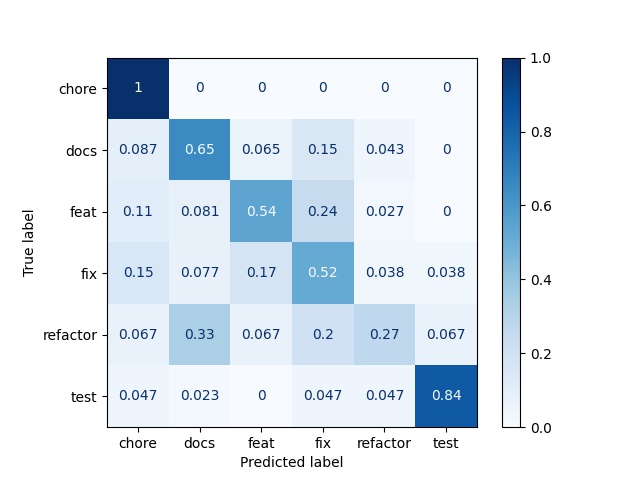 chore 1 0 0 0 0 0
docs 0.087 0.65 0.065 0.15 0.043 0
feat 0.11 0.081 0.54 0.24 0.027 0
fix 0.15 0.077 0.17 0.52 0.038 0.038
refactor 0.067 0.33 0.067 0.2 0.27 0.067
test 0.047 0.023 0 0.047 0.047 0.84
chore docs feat fix refactor test
Predicted label
True label
1.0
0.8
0.6
0.4
0.2
0.0